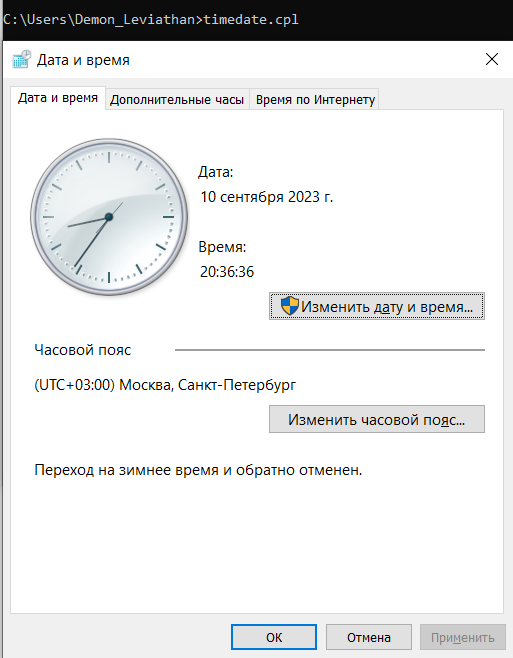 C:\Users\Demon_Leviathan>timedate.cpl
Дата и время
Дата и время Дополнительные часы Время по Интернету
Дата:
10 сентября 2023 г.
Время:
20:36:36
Изменить дату и время...
Часовой пояс
(UTC+03:00) Москва, Санкт-Петербург
Изменить часовой пояс...
Переход на зимнее время и обратно отменен.
ОК Отмена Применить